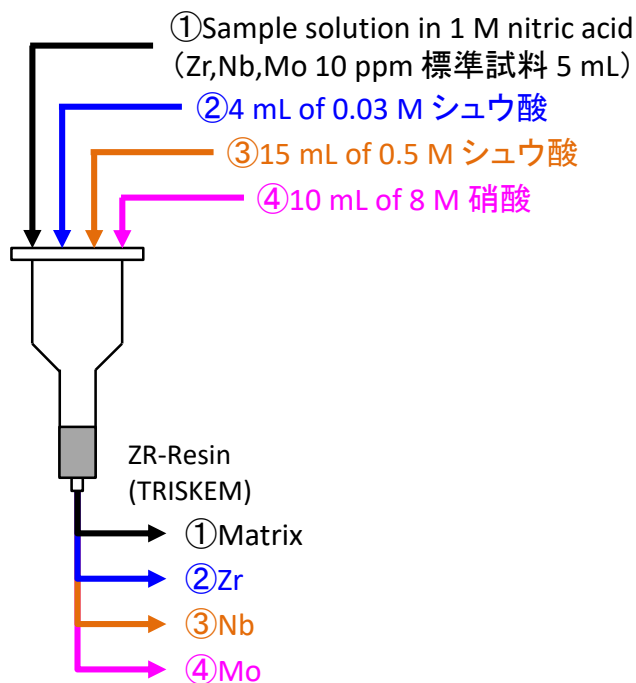 ①Sample solution in 1 M nitric acid
（Zr,Nb,Mo 10 ppm 標準試料 5 mL）
②4 mL of 0.03 M シュウ酸
③15 mL of 0.5 M シュウ酸
④10 mL of 8 M 硝酸
ZR-Resin
(TRISKEM)
①Matrix
②Zr
③Nb
④Mo